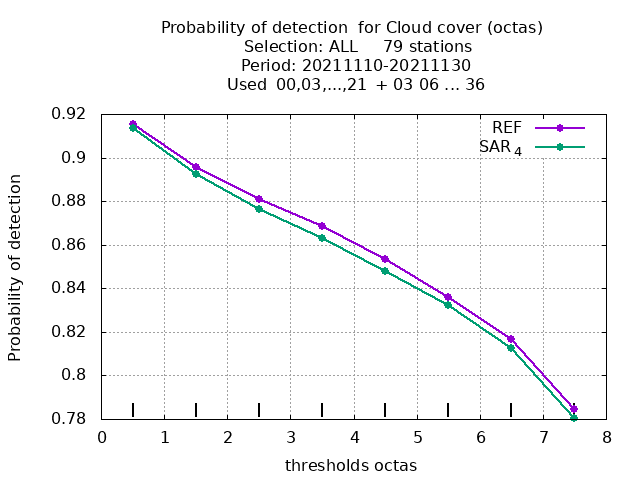 Probability of detection  for Cloud cover (octas)
Selection: ALL     79 stations
Period: 20211110-20211130
Used  00,03,...,21  + 03 06 ... 36
REF
SAR 4
0.92
0.9
0.88
0.86
0.84
0.82
0.8
0.78
Probability of detection
0 1 2 3 4 5 6 7 8
thresholds octas